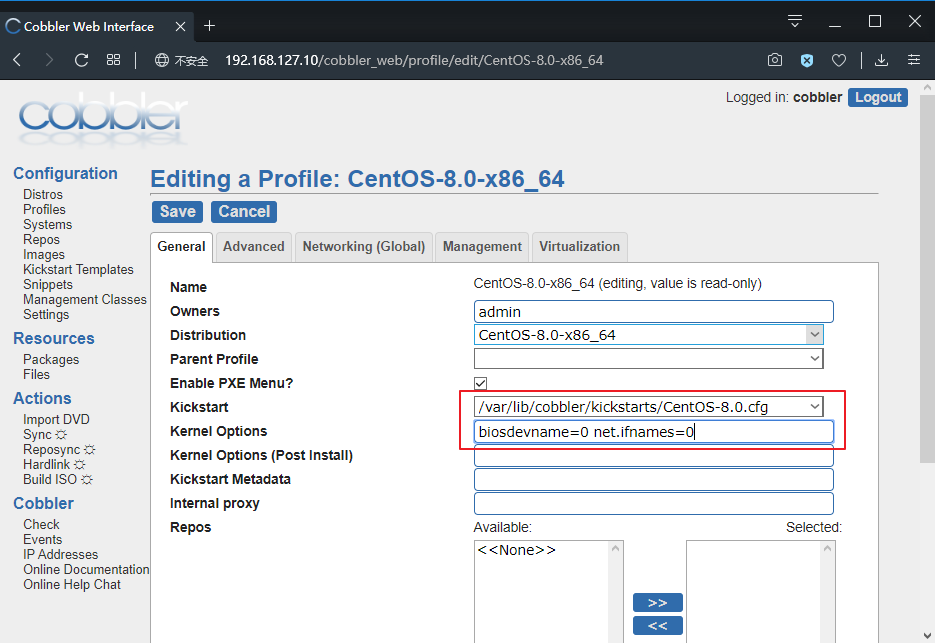 Cobbler Web Interface
不安全 192.168.127.10/cobbler_web/profile/edit/CentOS-8.0-x86_64
cobbler
Logged in: cobbler Logout
Configuration
Distros
Profiles
Systems
Repos
Images
Kickstart Templates
Snippets
Management Classes
Settings
Resources
Packages
Files
Actions
Import DVD
Sync
Reposync
Hardlink
Build ISO
Cobbler
Check
Events
IP Addresses
Online Documentation
Online Help Chat
Editing a Profile: CentOS-8.0-x86_64
Save Cancel
General Advanced Networking (Global) Management Virtualization
Name CentOS-8.0-x86_64 (editing, value is read-only)
Owners admin
Distribution CentOS-8.0-x86_64
Parent Profile
Enable PXE Menu?
Kickstart /var/lib/cobbler/kickstarts/CentOS-8.0.cfg
Kernel Options biosdevname=0 net.ifnames=0
Kernel Options (Post Install)
Kickstart Metadata
Internal proxy
Repos Available: Selected:
<<None>>
>>
<<